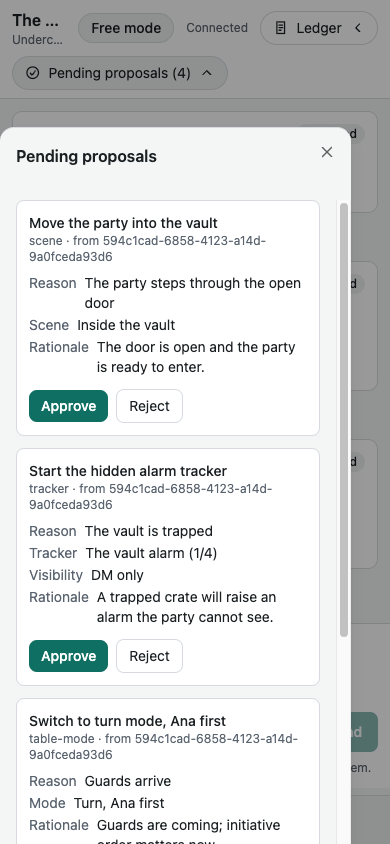 The ...
Underc...
Free mode
Connected
Ledger
Pending proposals (4)
d
Pending proposals
Move the party into the vault
scene · from 594c1cad-6858-4123-a14d-
9a0fceda93d6
Reason The party steps through the open
door
Scene Inside the vault
Rationale The door is open and the party
is ready to enter.
Approve Reject
d
Start the hidden alarm tracker
tracker · from 594c1cad-6858-4123-a14d-
9a0fceda93d6
Reason The vault is trapped
Tracker The vault alarm (1/4)
Visibility DM only
Rationale A trapped crate will raise an
alarm the party cannot see.
Approve Reject
d
Switch to turn mode, Ana first
table-mode · from 594c1cad-6858-4123-a14d-
9a0fceda93d6
nd
em.
Reason Guards arrive
Mode Turn, Ana first
Rationale Guards are coming; initiative
order matters now.